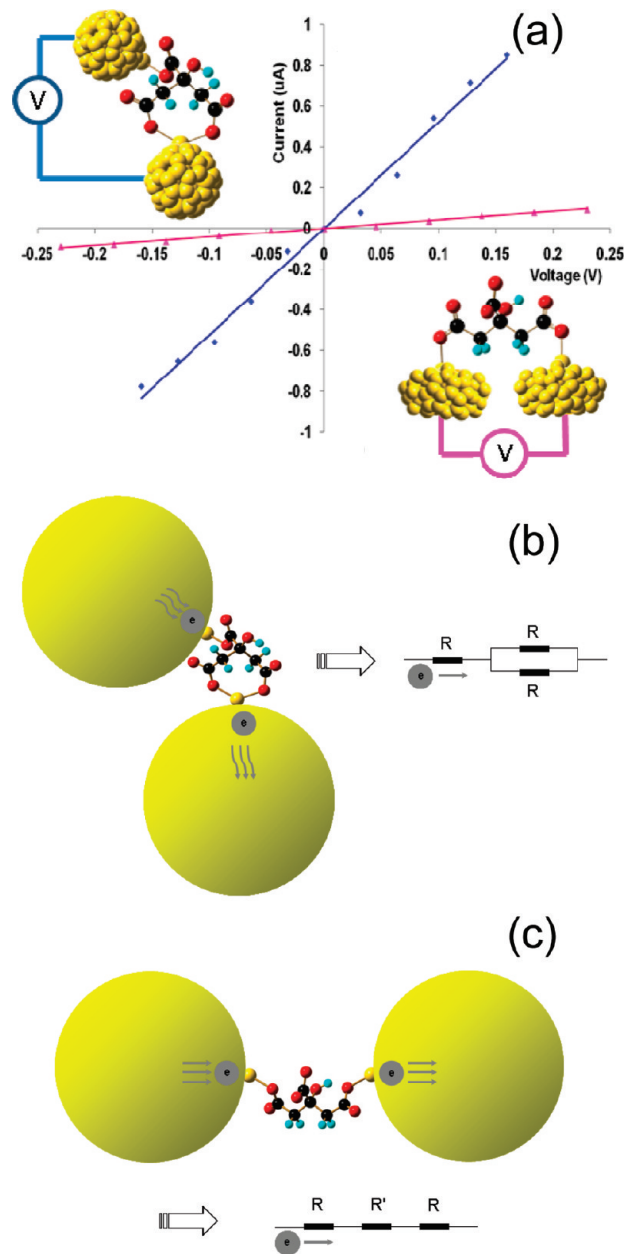 (a)
V
Current (uA)
1
0.8
0.6
0.4
0.2
0
-0.25 -0.2 -0.15 -0.1 -0.05 0 0.05 0.1 0.15 0.2 0.25
Voltage (V)
-0.2
-0.4
-0.6
-0.8
-1
V
(b)
e
e
R R
e
R
(c)
e e
R R' R
e